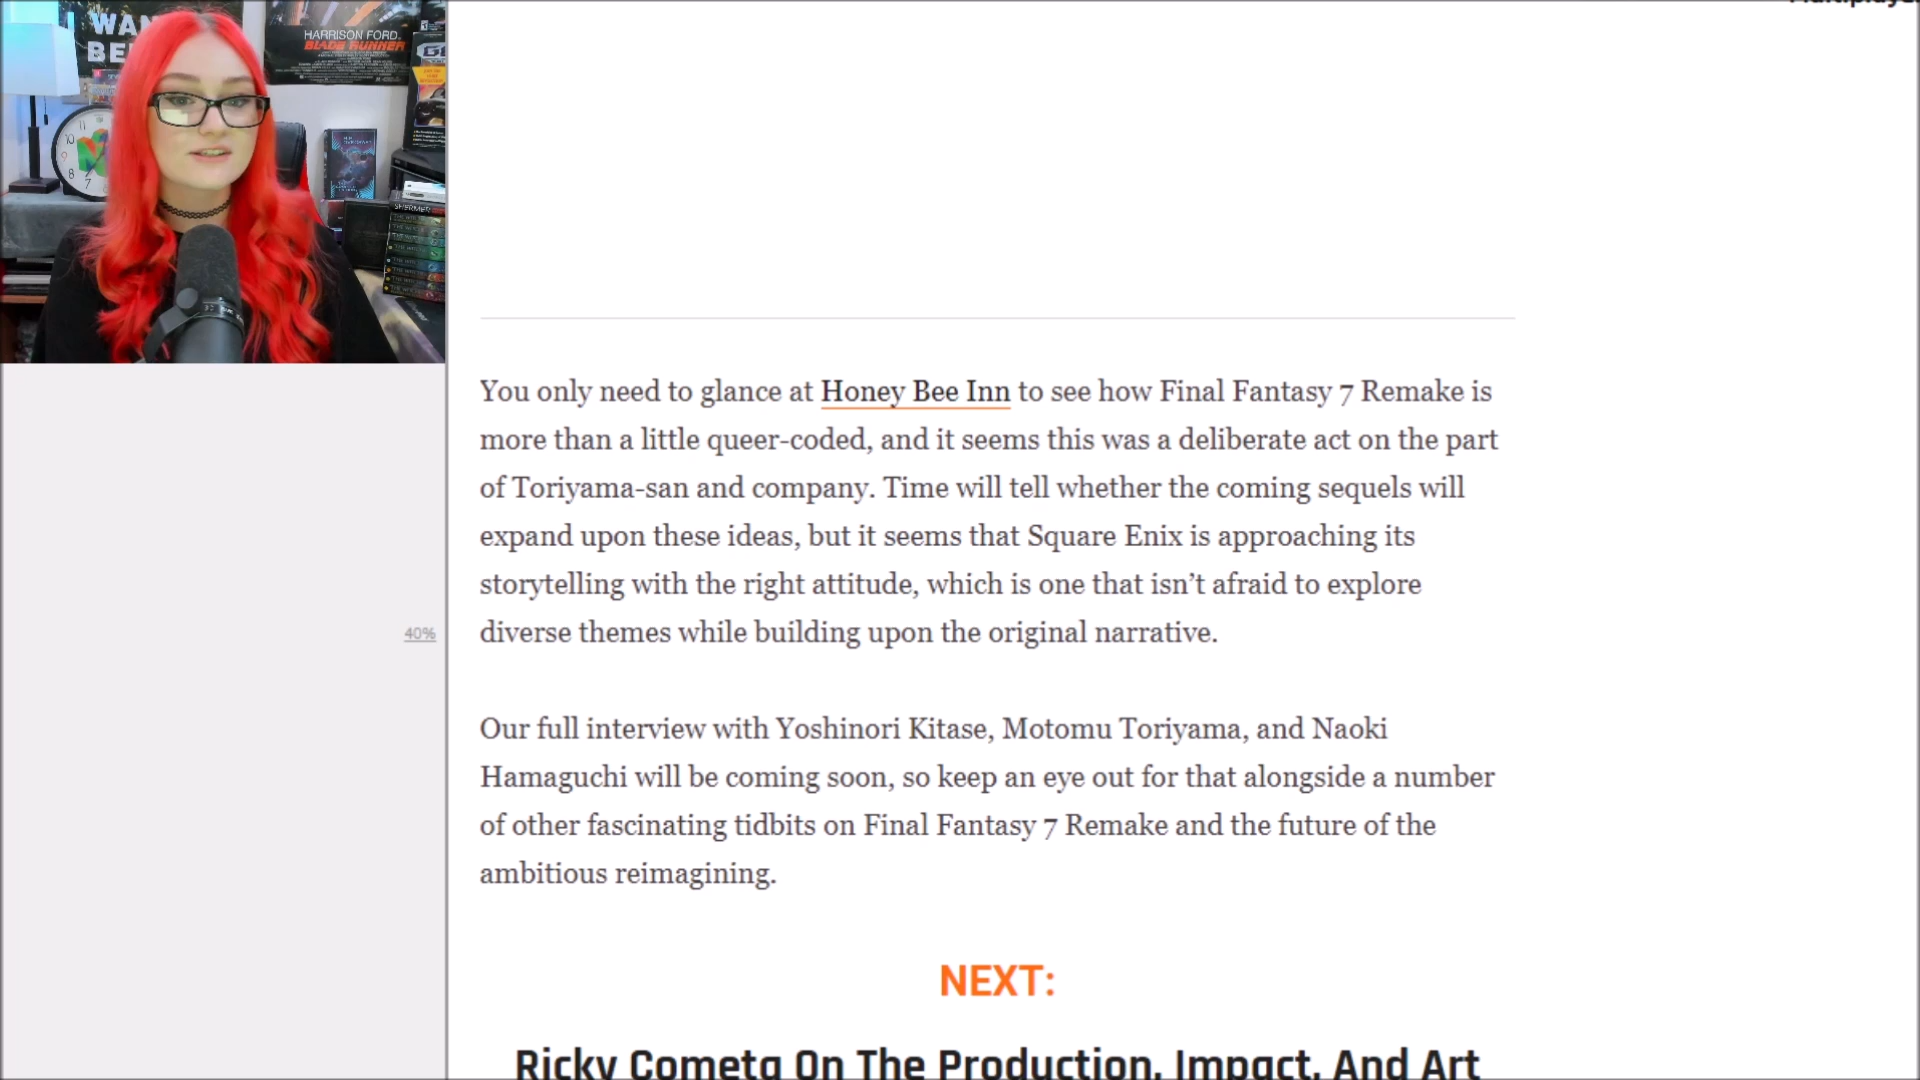 I WAN
BE
HARRISON FORD
BLADE RUNNER
11
10
9
8
7
SHERMER
You only need to glance at Honey Bee Inn to see how Final Fantasy 7 Remake is
more than a little queer-coded, and it seems this was a deliberate act on the part
of Toriyama-san and company. Time will tell whether the coming sequels will
expand upon these ideas, but it seems that Square Enix is approaching its
storytelling with the right attitude, which is one that isn’t afraid to explore
40%
diverse themes while building upon the original narrative.
Our full interview with Yoshinori Kitase, Motomu Toriyama, and Naoki
Hamaguchi will be coming soon, so keep an eye out for that alongside a number
of other fascinating tidbits on Final Fantasy 7 Remake and the future of the
ambitious reimagining.
NEXT:
Ricky Cometa On The Production, Impact, And Art